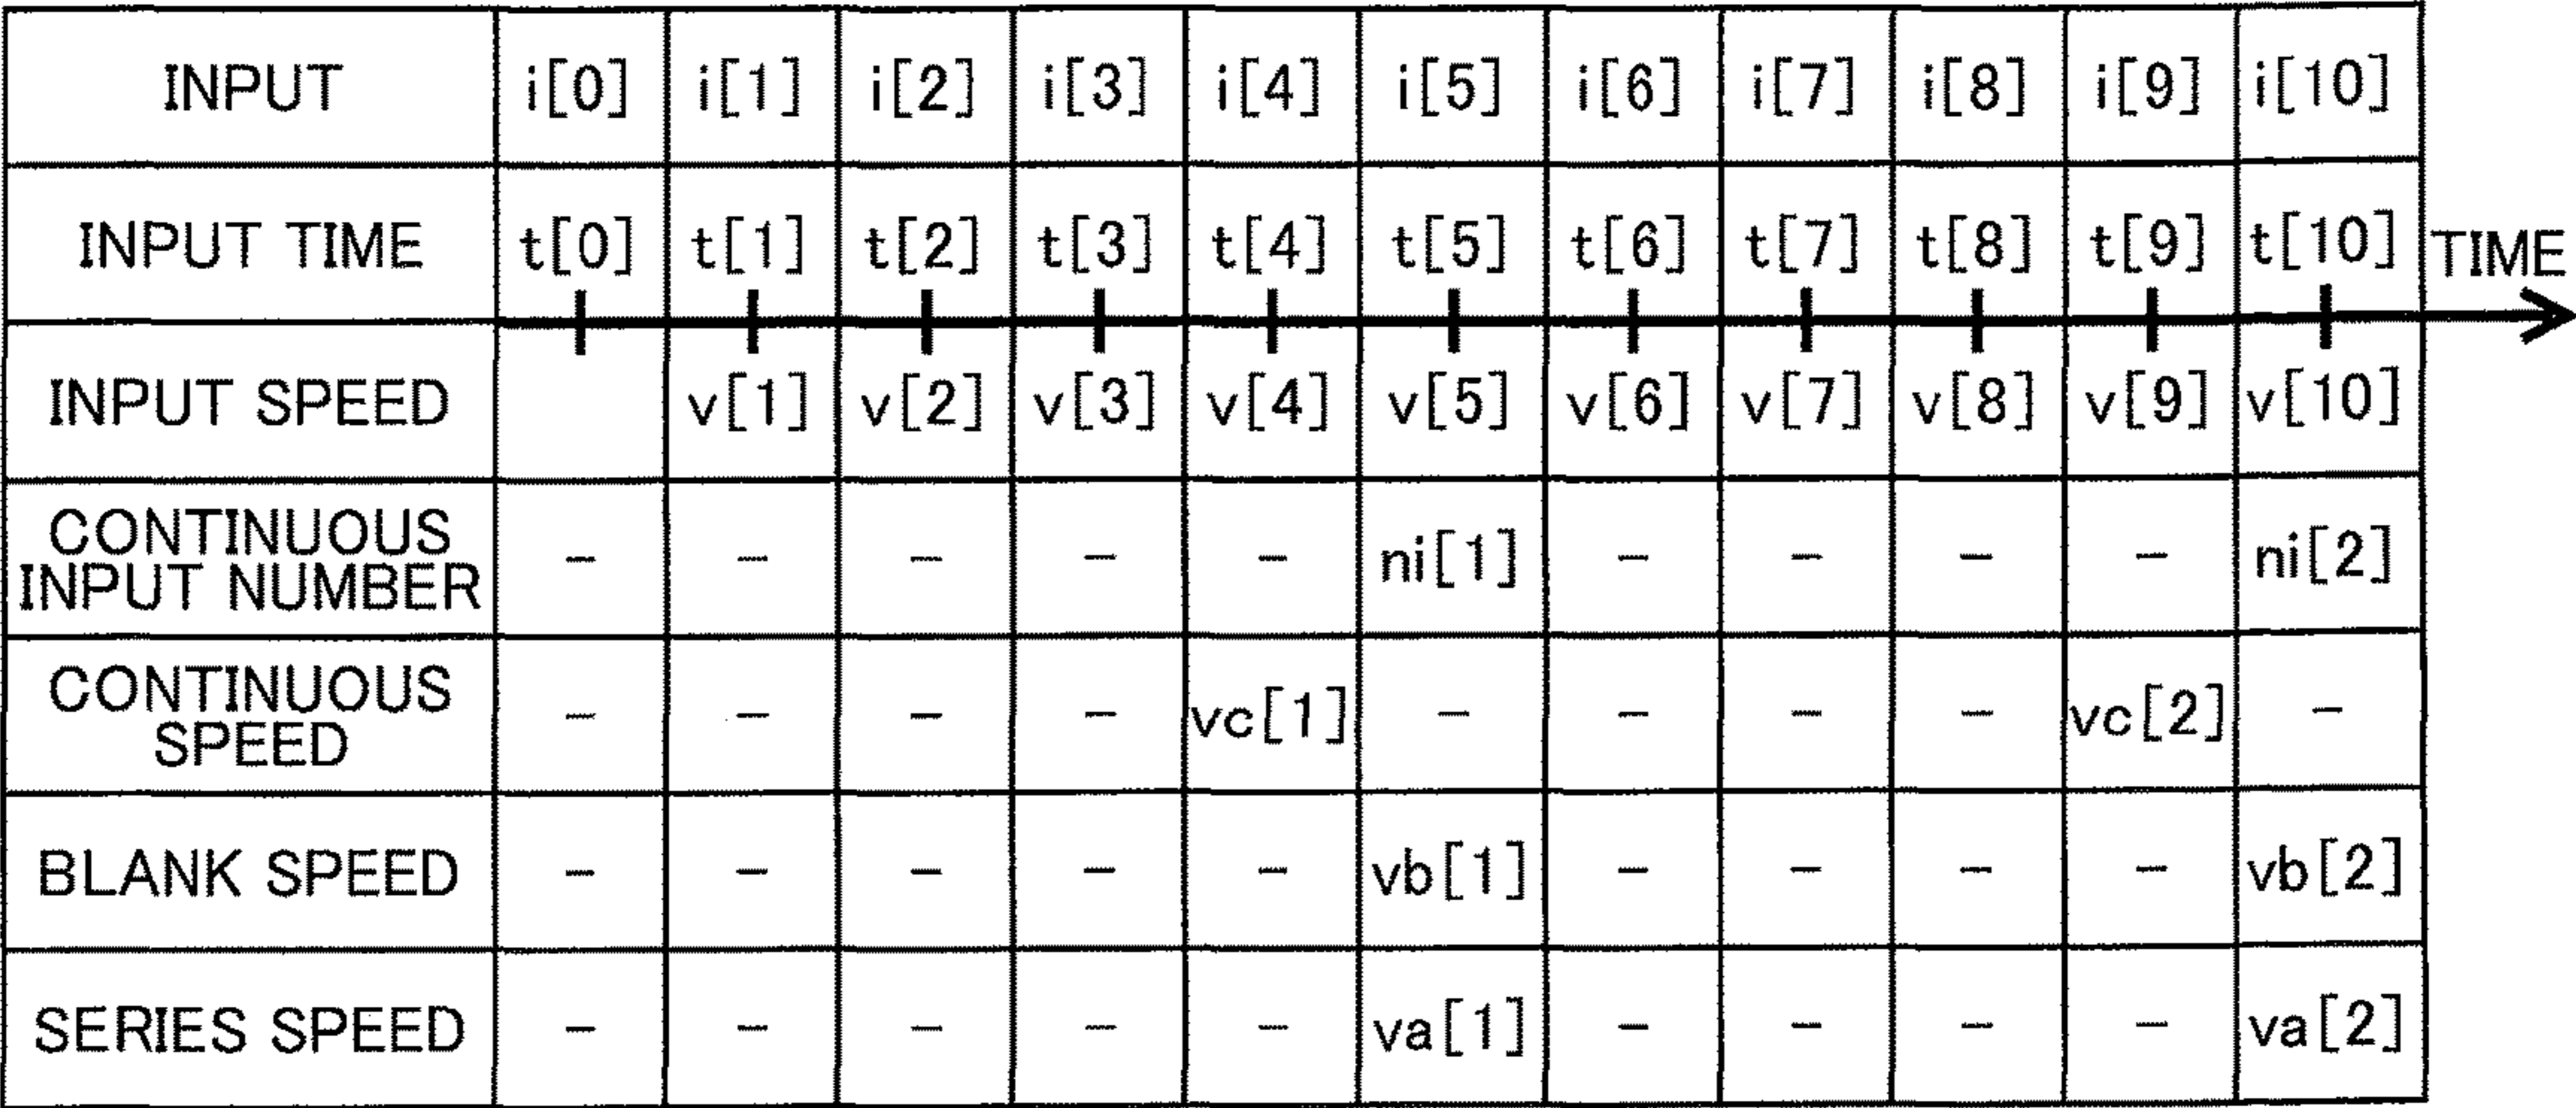 INPUT i[0] i[1] i[2] i[3] i[4] i[5] i[6] i[7] i[8] i[9] i[10]
INPUT TIME t[0] t[1] t[2] t[3] t[4] t[5] t[6] t[7] t[8] t[9] t[10] TIME
INPUT SPEED v[1] v[2] v[3] v[4] v[5] v[6] v[7] v[8] v[9] v[10]
CONTINUOUS
INPUT NUMBER - - - - - ni[1] - - - - ni[2]
CONTINUOUS
SPEED - - - - vc[1] - - - - vc[2] -
BLANK SPEED - - - - - vb[1] - - - - vb[2]
SERIES SPEED - - - - - va[1] - - - - va[2]